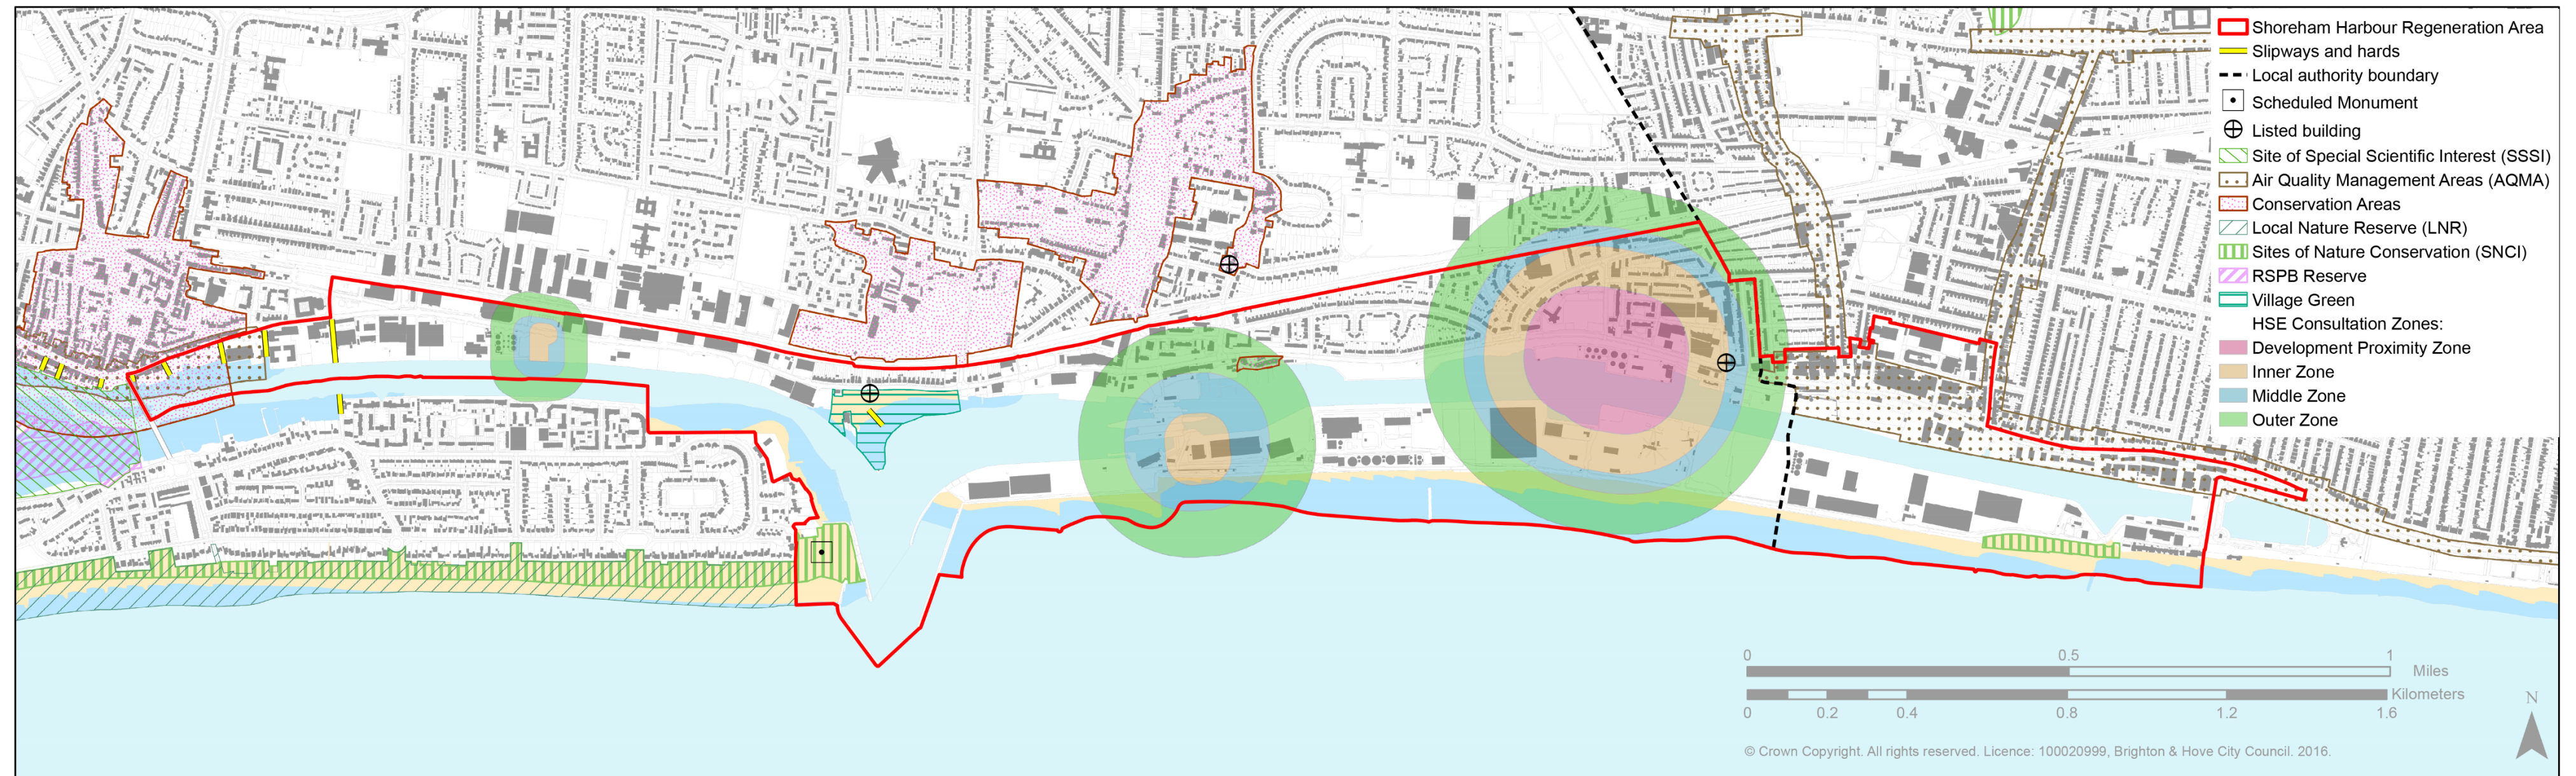 Shoreham Harbour Regeneration Area
Slipways and hards
Local authority boundary
Scheduled Monument
Listed building
Site of Special Scientific Interest (SSSI)
Air Quality Management Areas (AQMA)
Conservation Areas
Local Nature Reserve (LNR)
Sites of Nature Conservation (SNCI)
RSPB Reserve
Village Green
HSE Consultation Zones:
Development Proximity Zone
Inner Zone
Middle Zone
Outer Zone
0 0.5 1
Miles
Kilometers
0 0.2 0.4 0.8 1.2 1.6
N
© Crown Copyright. All rights reserved. Licence: 100020999, Brighton & Hove City Council. 2016.